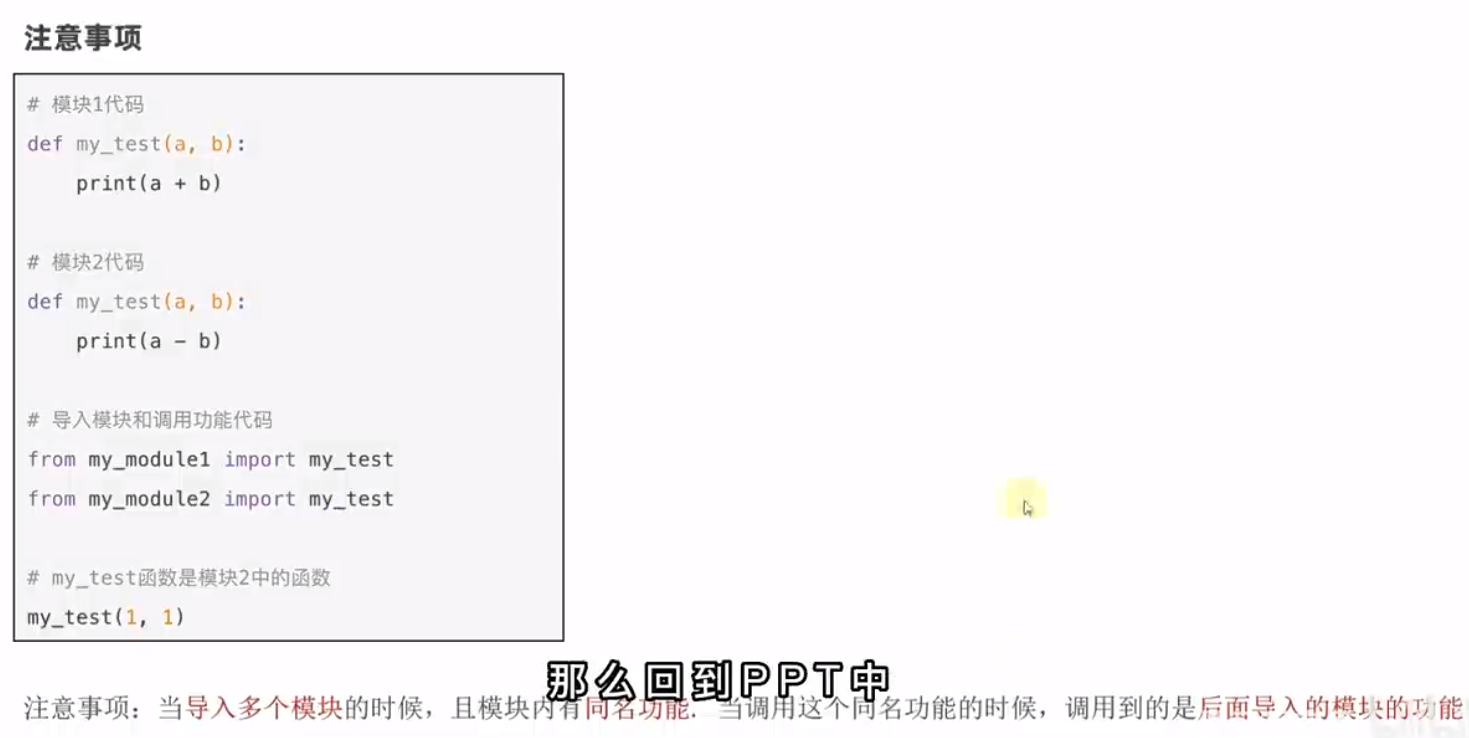 注意事项
# 模块1代码
def my_test(a, b):
    print(a + b)
# 模块2代码
def my_test(a, b):
    print(a - b)
# 导入模块和调用功能代码
from my_module1 import my_test
from my_module2 import my_test
# my_test函数是模块2中的函数
my_test(1, 1)
那么回到PPT中
注意事项：当导入多个模块的时候，且模块内有同名功能. 当调用这个同名功能的时候，调用到的是后面导入的模块的功能